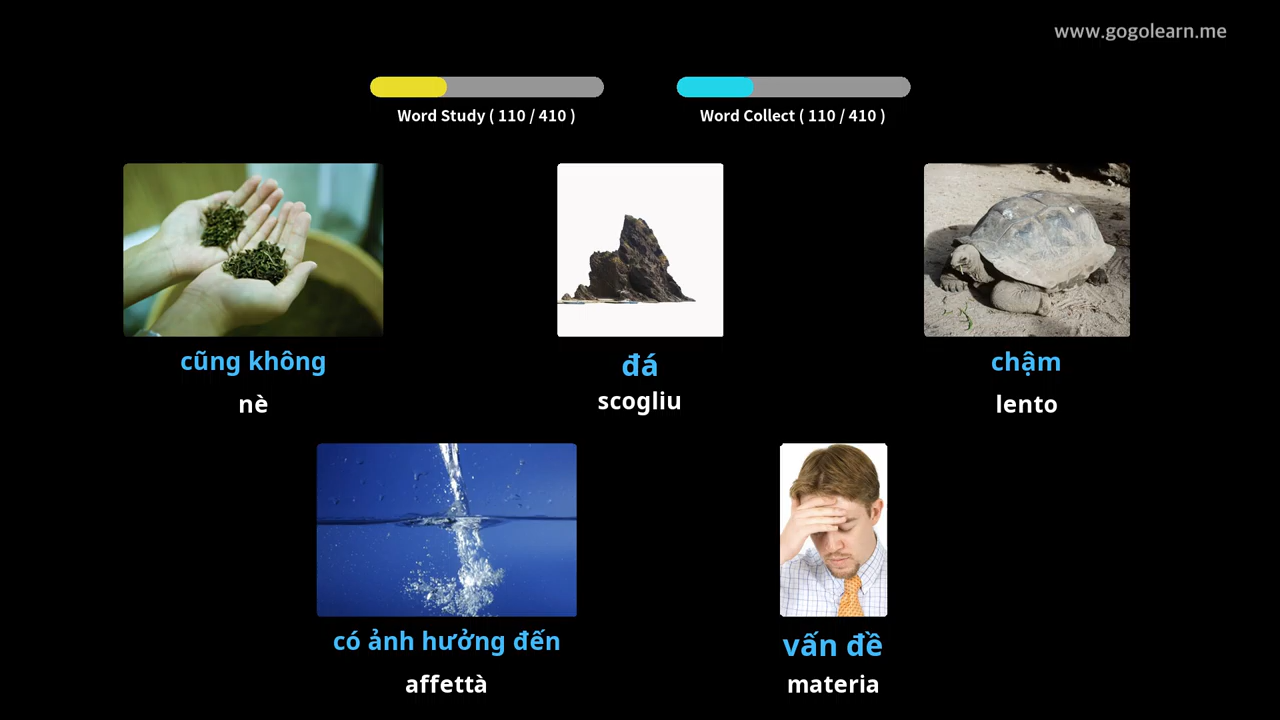 www.gogolearn.me
Word Study ( 110 / 410 )
Word Collect ( 110 / 410 )
cũng không
nè
đá
scogliu
chậm
lento
có ảnh hưởng đến
affettà
vấn đề
materia